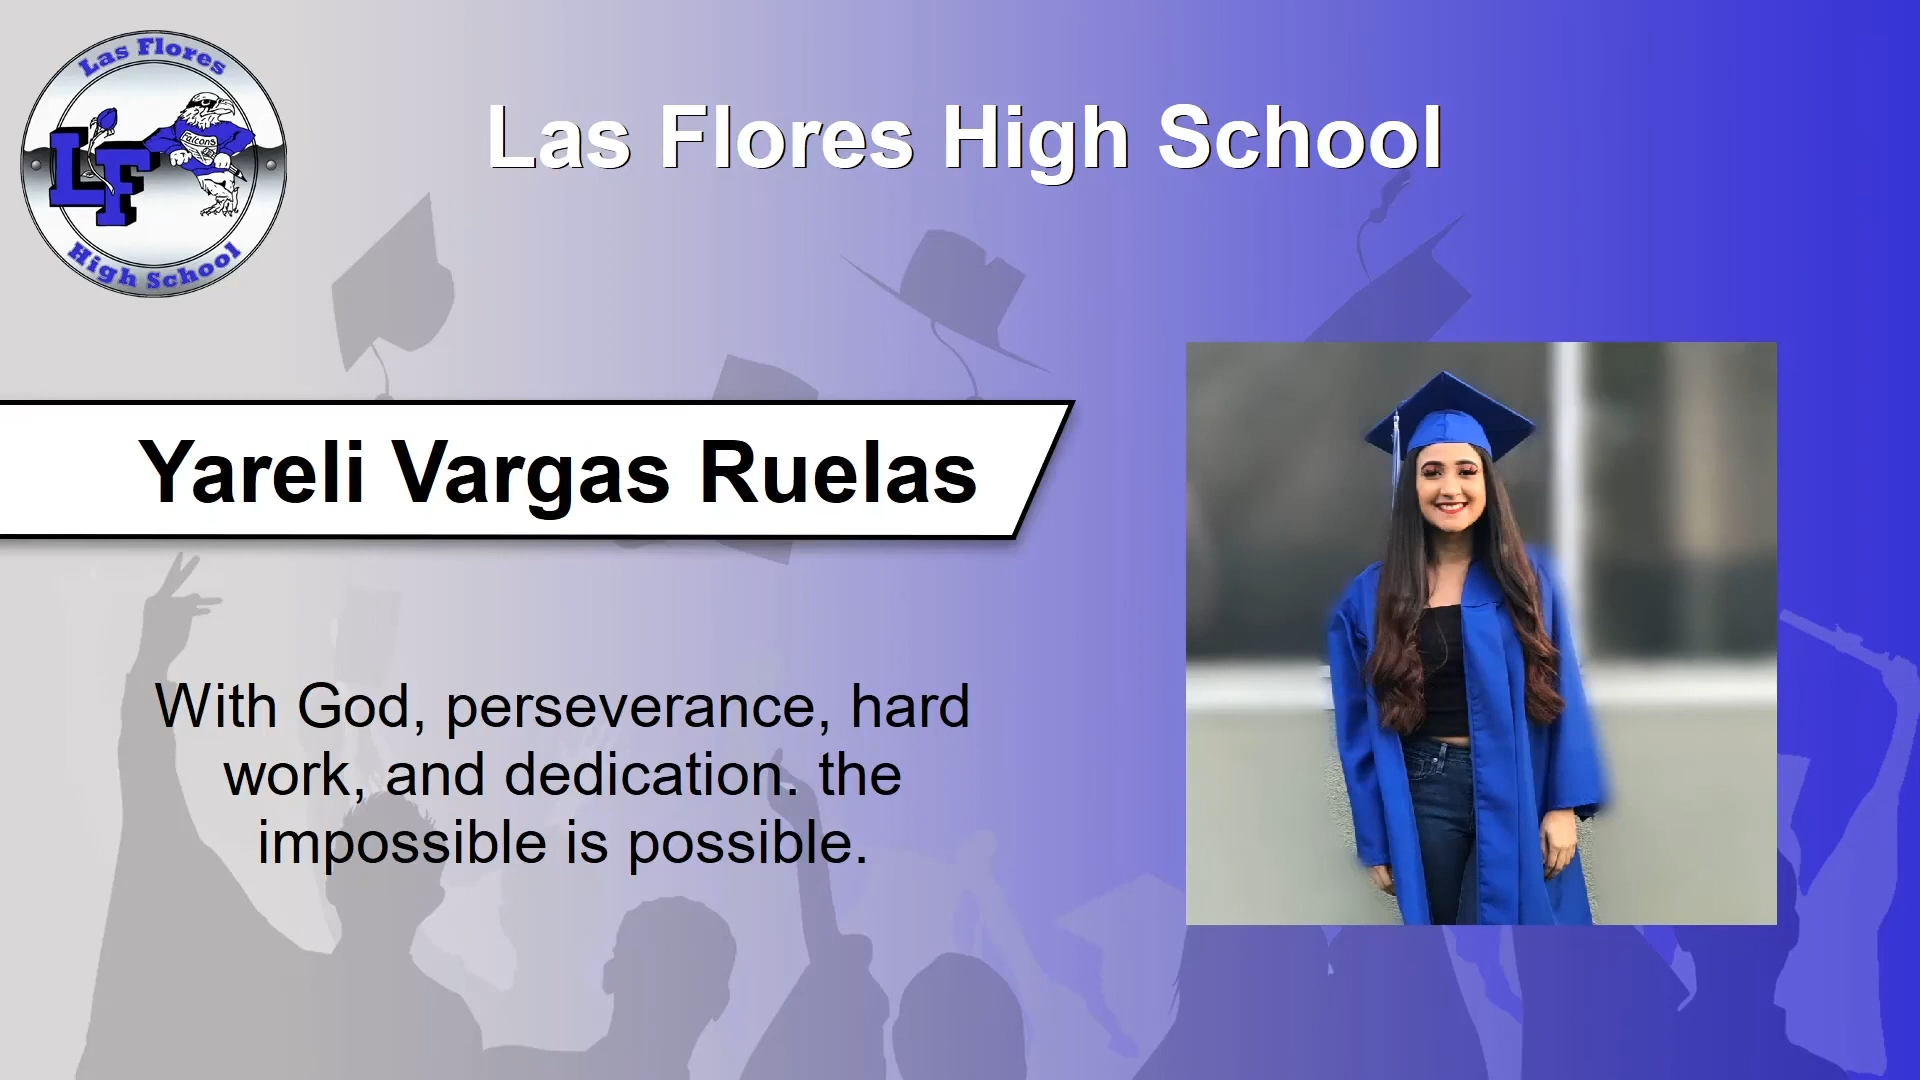 Las Flores
Falcons
LF
High School
Las Flores High School
Yareli Vargas Ruelas
With God, perseverance, hard
work, and dedication. the
impossible is possible.